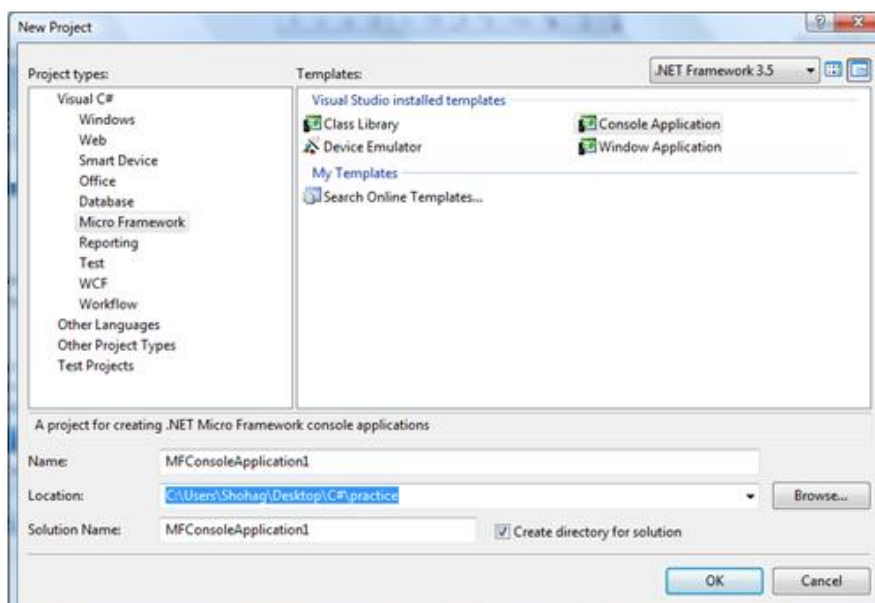 New Project
Project types:
Templates:
.NET Framework 3.5
Visual C#
Windows
Web
Smart Device
Office
Database
Micro Framework
Reporting
Test
WCF
Workflow
Other Languages
Other Project Types
Test Projects
Visual Studio installed templates
Class Library
Console Application
Device Emulator
Window Application
My Templates
Search Online Templates...
A project for creating .NET Micro Framework console applications
Name:
MFConsoleApplication1
Location:
C:\Users\Shohag\Desktop\C#\practice
Browse...
Solution Name:
MFConsoleApplication1
Create directory for solution
OK
Cancel